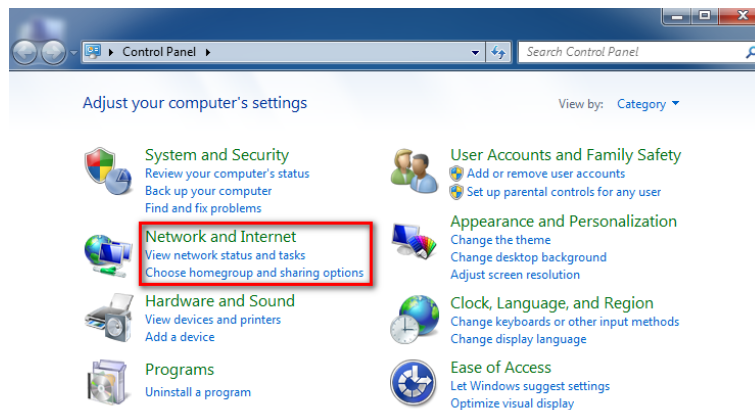 Control Panel
Search Control Panel
Adjust your computer's settings
View by: Category
System and Security
Review your computer's status
Back up your computer
Find and fix problems
Network and Internet
View network status and tasks
Choose homegroup and sharing options
Hardware and Sound
View devices and printers
Add a device
Programs
Uninstall a program
User Accounts and Family Safety
Add or remove user accounts
Set up parental controls for any user
Appearance and Personalization
Change the theme
Change desktop background
Adjust screen resolution
Clock, Language, and Region
Change keyboards or other input methods
Change display language
Ease of Access
Let Windows suggest settings
Optimize visual display